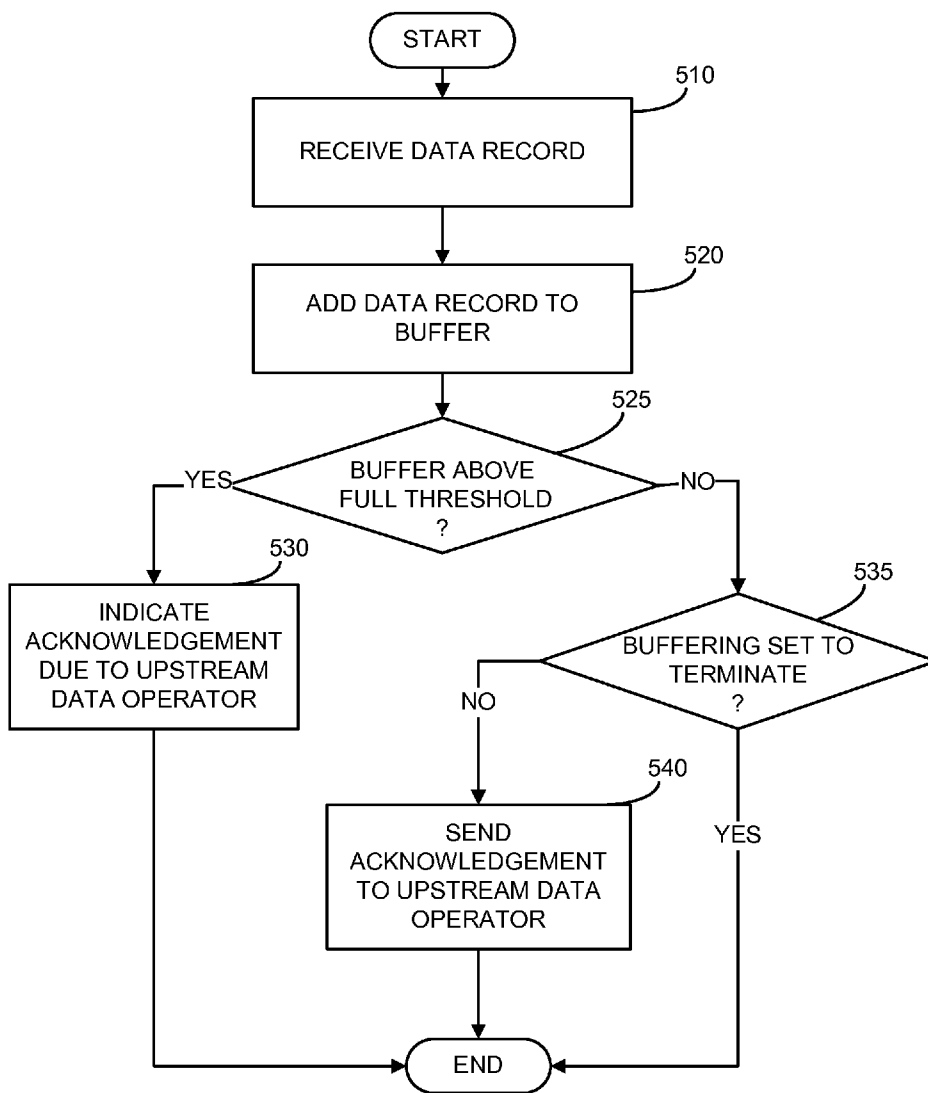 START
510
RECEIVE DATA RECORD
520
ADD DATA RECORD TO
BUFFER
525
BUFFER ABOVE
FULL THRESHOLD
?
YES
NO
530
INDICATE
ACKNOWLEDGEMENT
DUE TO UPSTREAM
DATA OPERATOR
535
BUFFERING SET TO
TERMINATE
?
NO
YES
540
SEND
ACKNOWLEDGEMENT
TO UPSTREAM DATA
OPERATOR
END